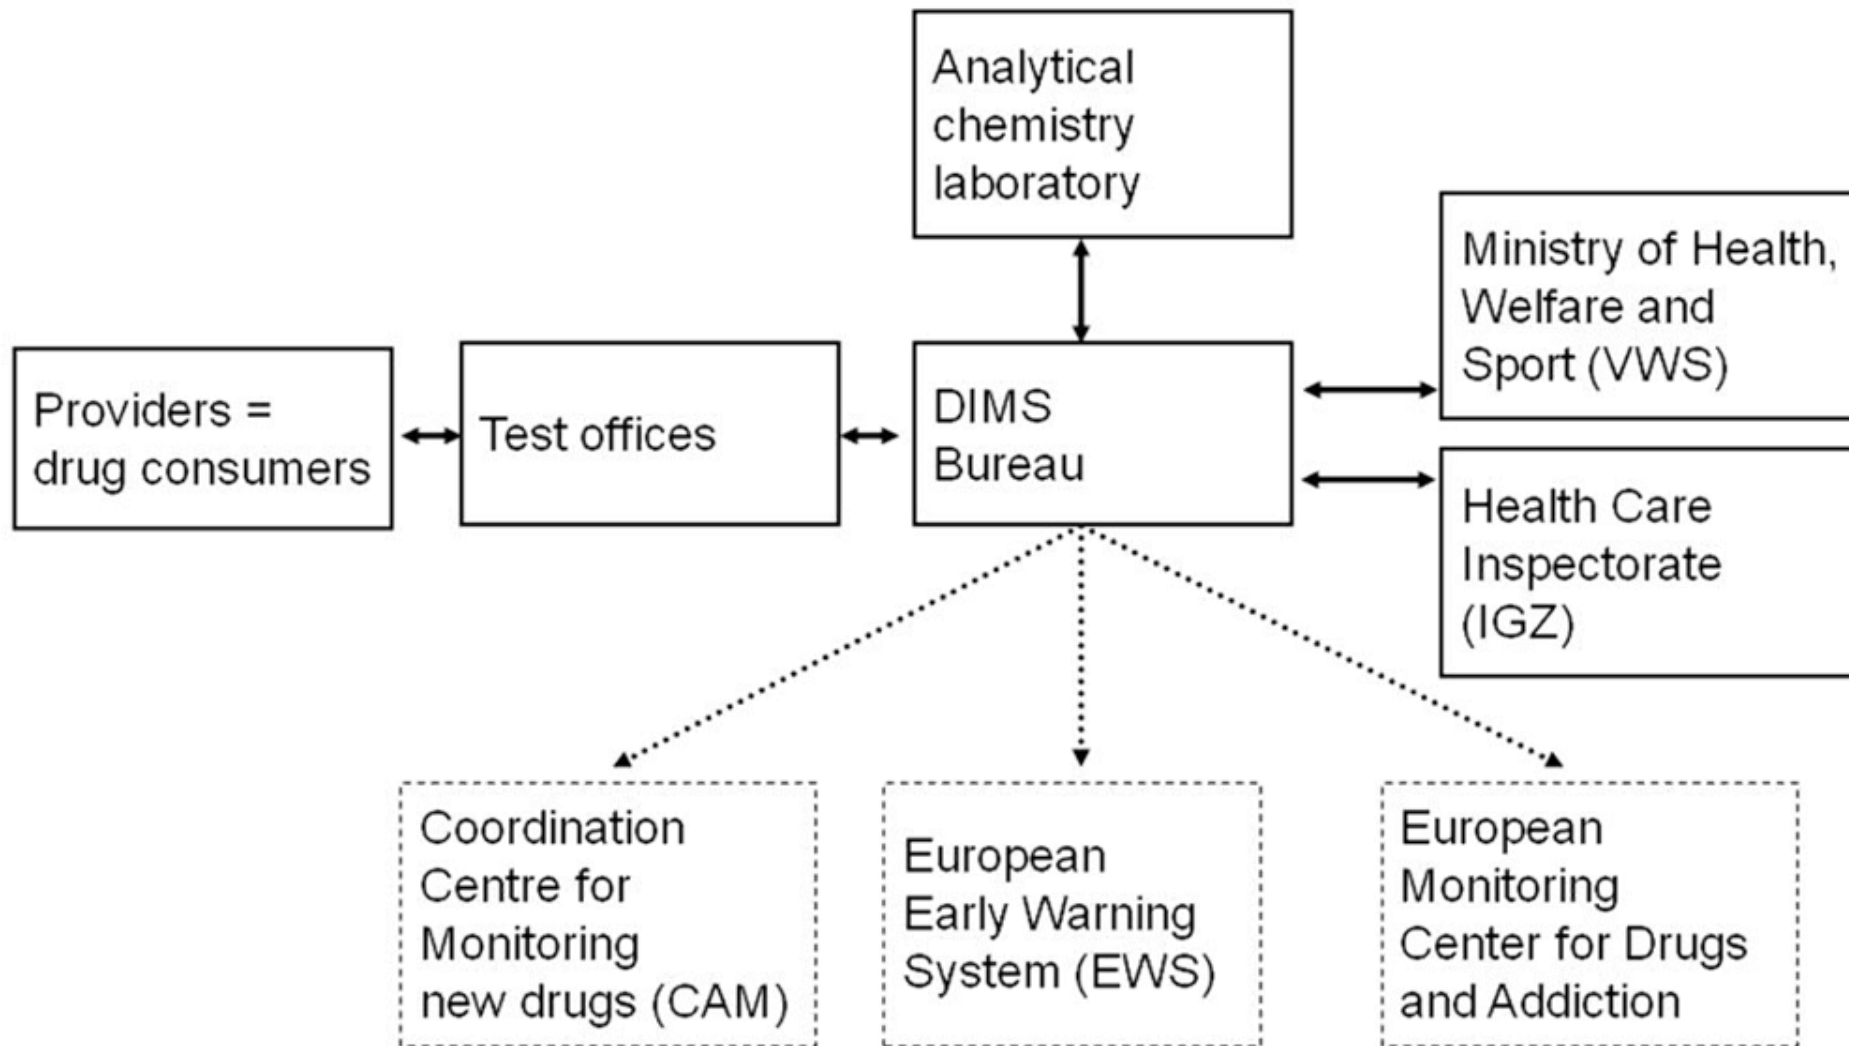 Analytical
chemistry
laboratory
Ministry of Health,
Welfare and
Sport (VWS)
Providers =
drug consumers
Test offices
DIMS
Bureau
Health Care
Inspectorate
(IGZ)
Coordination
Centre for
Monitoring
new drugs (CAM)
European
Early Warning
System (EWS)
European
Monitoring
Center for Drugs
and Addiction